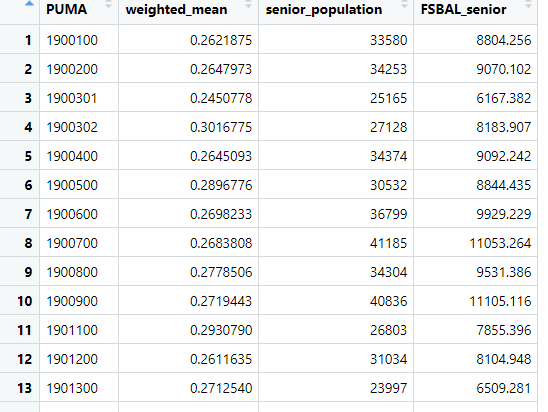 PUMA weighted_mean senior_population FSBAL_senior
1 1900100 0.2621875 33580 8804.256
2 1900200 0.2647973 34253 9070.102
3 1900301 0.2450778 25165 6167.382
4 1900302 0.3016775 27128 8183.907
5 1900400 0.2645093 34374 9092.242
6 1900500 0.2896776 30532 8844.435
7 1900600 0.2698233 36799 9929.229
8 1900700 0.2683808 41185 11053.264
9 1900800 0.2778506 34304 9531.386
10 1900900 0.2719443 40836 11105.116
11 1901100 0.2930790 26803 7855.396
12 1901200 0.2611635 31034 8104.948
13 1901300 0.2712540 23997 6509.281